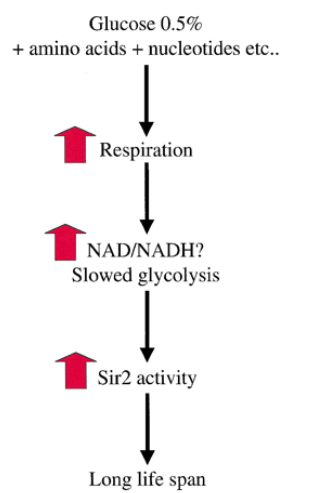 Glucose 0.5%
+ amino acids + nucleotides etc..
Respiration
NAD/NADH?
Slowed glycolysis
Sir2 activity
Long life span